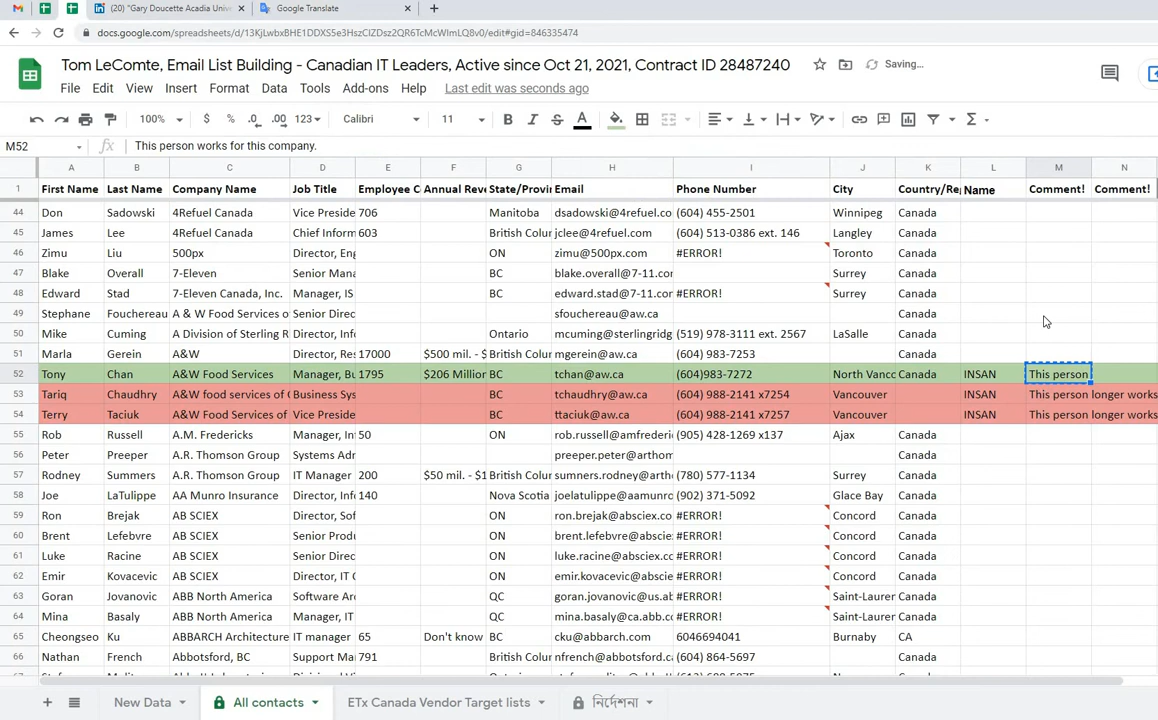 (20) "Gary Doucette Acadia Univ
Google Translate
docs.google.com/spreadsheets/d/13KjLwbxBHE1DDXS5e3HszCIZDsz2QR6TcMcWImLQ8v0/edit#gid=846335474
Tom LeComte, Email List Building - Canadian IT Leaders, Active since Oct 21, 2021, Contract ID 28487240 Saving...
File Edit View Insert Format Data Tools Add-ons Help Last edit was seconds ago
100% $ % .0 .00 123 Calibri 11 B I S A
M52 fx This person works for this company.
A B C D E F G H I J K L M N
1 First Name Last Name Company Name Job Title Employee C Annual Reve State/Provin Email Phone Number City Country/Reg Name Comment! Comment!
44 Don Sadowski 4Refuel Canada Vice Preside 706 Manitoba dsadowski@4refuel.co (604) 455-2501 Winnipeg Canada
45 James Lee 4Refuel Canada Chief Inform 603 British Colur jclee@4refuel.com (604) 513-0386 ext. 146 Langley Canada
46 Zimu Liu 500px Director, Eng ON zimu@500px.com #ERROR! Toronto Canada
47 Blake Overall 7-Eleven Senior Mana BC blake.overall@7-11.cor Surrey Canada
48 Edward Stad 7-Eleven Canada, Inc. Manager, IS BC edward.stad@7-11.cor #ERROR! Surrey Canada
49 Stephane Fouchereau A & W Food Services o Senior Direc sfouchereau@aw.ca Canada
50 Mike Cuming A Division of Sterling R Director, Info Ontario mcuming@sterlingridg (519) 978-3111 ext. 2567 LaSalle Canada
51 Marla Gerein A&W Director, Res 17000 $500 mil. - $ British Colur mgerein@aw.ca (604) 983-7253 Canada
52 Tony Chan A&W Food Services Manager, Bu 1795 $206 Million BC tchan@aw.ca (604)983-7272 North Vanco Canada INSAN This person
53 Tariq Chaudhry A&W food services of C Business Sys BC tchaudhry@aw.ca (604) 988-2141 x7254 Vancouver INSAN This person longer works
54 Terry Taciuk A&W Food Services of Vice Preside BC ttaciuk@aw.ca (604) 988-2141 x7257 Vancouver INSAN This person longer works
55 Rob Russell A.M. Fredericks Manager, In 50 ON rob.russell@amfrederi (905) 428-1269 x137 Ajax Canada
56 Peter Preeper A.R. Thomson Group Systems Adr preeper.peter@arthom Canada
57 Rodney Summers A.R. Thomson Group IT Manager 200 $50 mil. - $1 British Colur sumners.rodney@arth (780) 577-1134 Surrey Canada
58 Joe LaTulippe AA Munro Insurance Director, Inf 140 Nova Scotia joelatulippe@aamunro (902) 371-5092 Glace Bay Canada
59 Ron Brejak AB SCIEX Director, Sof ON ron.brejak@absciex.co #ERROR! Concord Canada
60 Brent Lefebvre AB SCIEX Senior Prod ON brent.lefebvre@abscie #ERROR! Concord Canada
61 Luke Racine AB SCIEX Senior Direc ON luke.racine@absciex.cc #ERROR! Concord Canada
62 Emir Kovacevic AB SCIEX Director, IT C ON emir.kovacevic@abscie #ERROR! Concord Canada
63 Goran Jovanovic ABB North America Software Ar QC goran.jovanovic@us.al #ERROR! Saint-Laurer Canada
64 Mina Basaly ABB North America Manager, IT QC mina.basaly@ca.abb.c #ERROR! Saint-Laurer Canada
65 Cheongseo Ku ABBARCH Architecture IT manager 65 Don't know BC cku@abbarch.com 6046694041 Burnaby CA
66 Nathan French Abbotsford, BC Support Ma 791 British Colur nfrench@abbotsford.c (604) 864-5697 Canada
New Data All contacts ETx Canada Vendor Target lists নির্দেশনা